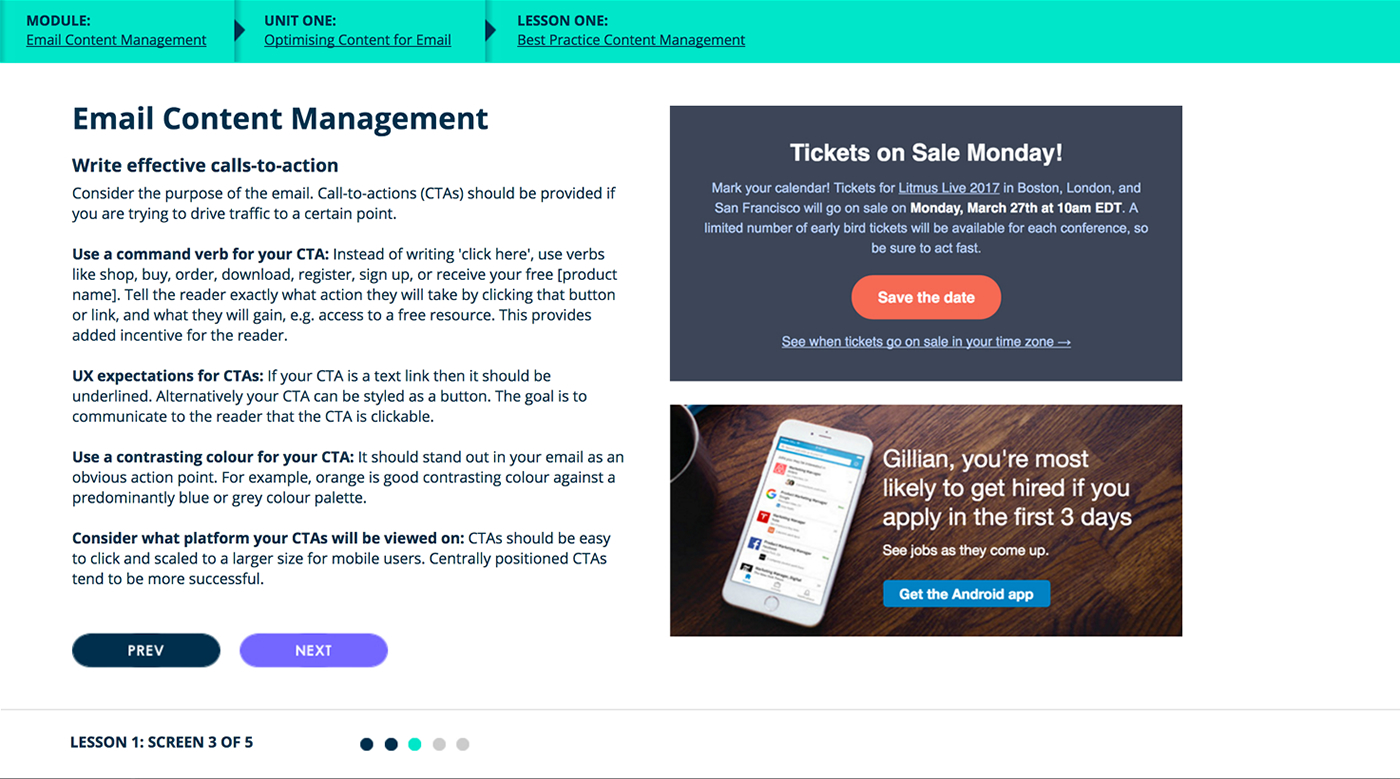 MODULE:
Email Content Management
UNIT ONE:
Optimising Content for Email
LESSON ONE:
Best Practice Content Management
Email Content Management
Write effective calls-to-action
Consider the purpose of the email. Call-to-actions (CTAs) should be provided if
you are trying to drive traffic to a certain point.
Use a command verb for your CTA: Instead of writing 'click here', use verbs
like shop, buy, order, download, register, sign up, or receive your free [product
name]. Tell the reader exactly what action they will take by clicking that button
or link, and what they will gain, e.g. access to a free resource. This provides
added incentive for the reader.
UX expectations for CTAs: If your CTA is a text link then it should be
underlined. Alternatively your CTA can be styled as a button. The goal is to
communicate to the reader that the CTA is clickable.
Use a contrasting colour for your CTA: It should stand out in your email as an
obvious action point. For example, orange is good contrasting colour against a
predominantly blue or grey colour palette.
Consider what platform your CTAs will be viewed on: CTAs should be easy
to click and scaled to a larger size for mobile users. Centrally positioned CTAs
tend to be more successful.
PREV
NEXT
Tickets on Sale Monday!
Mark your calendar! Tickets for Litmus Live 2017 in Boston, London, and
San Francisco will go on sale on Monday, March 27th at 10am EDT. A
limited number of early bird tickets will be available for each conference, so
be sure to act fast.
Save the date
See when tickets go on sale in your time zone →
Marketing Manager
Product Marketing Manager
Google
Marketing Manager
Product Marketing Manager
Facebook
Marketing Manager, Digital
Gillian, you're most
likely to get hired if you
apply in the first 3 days
See jobs as they come up.
Get the Android app
LESSON 1: SCREEN 3 OF 5